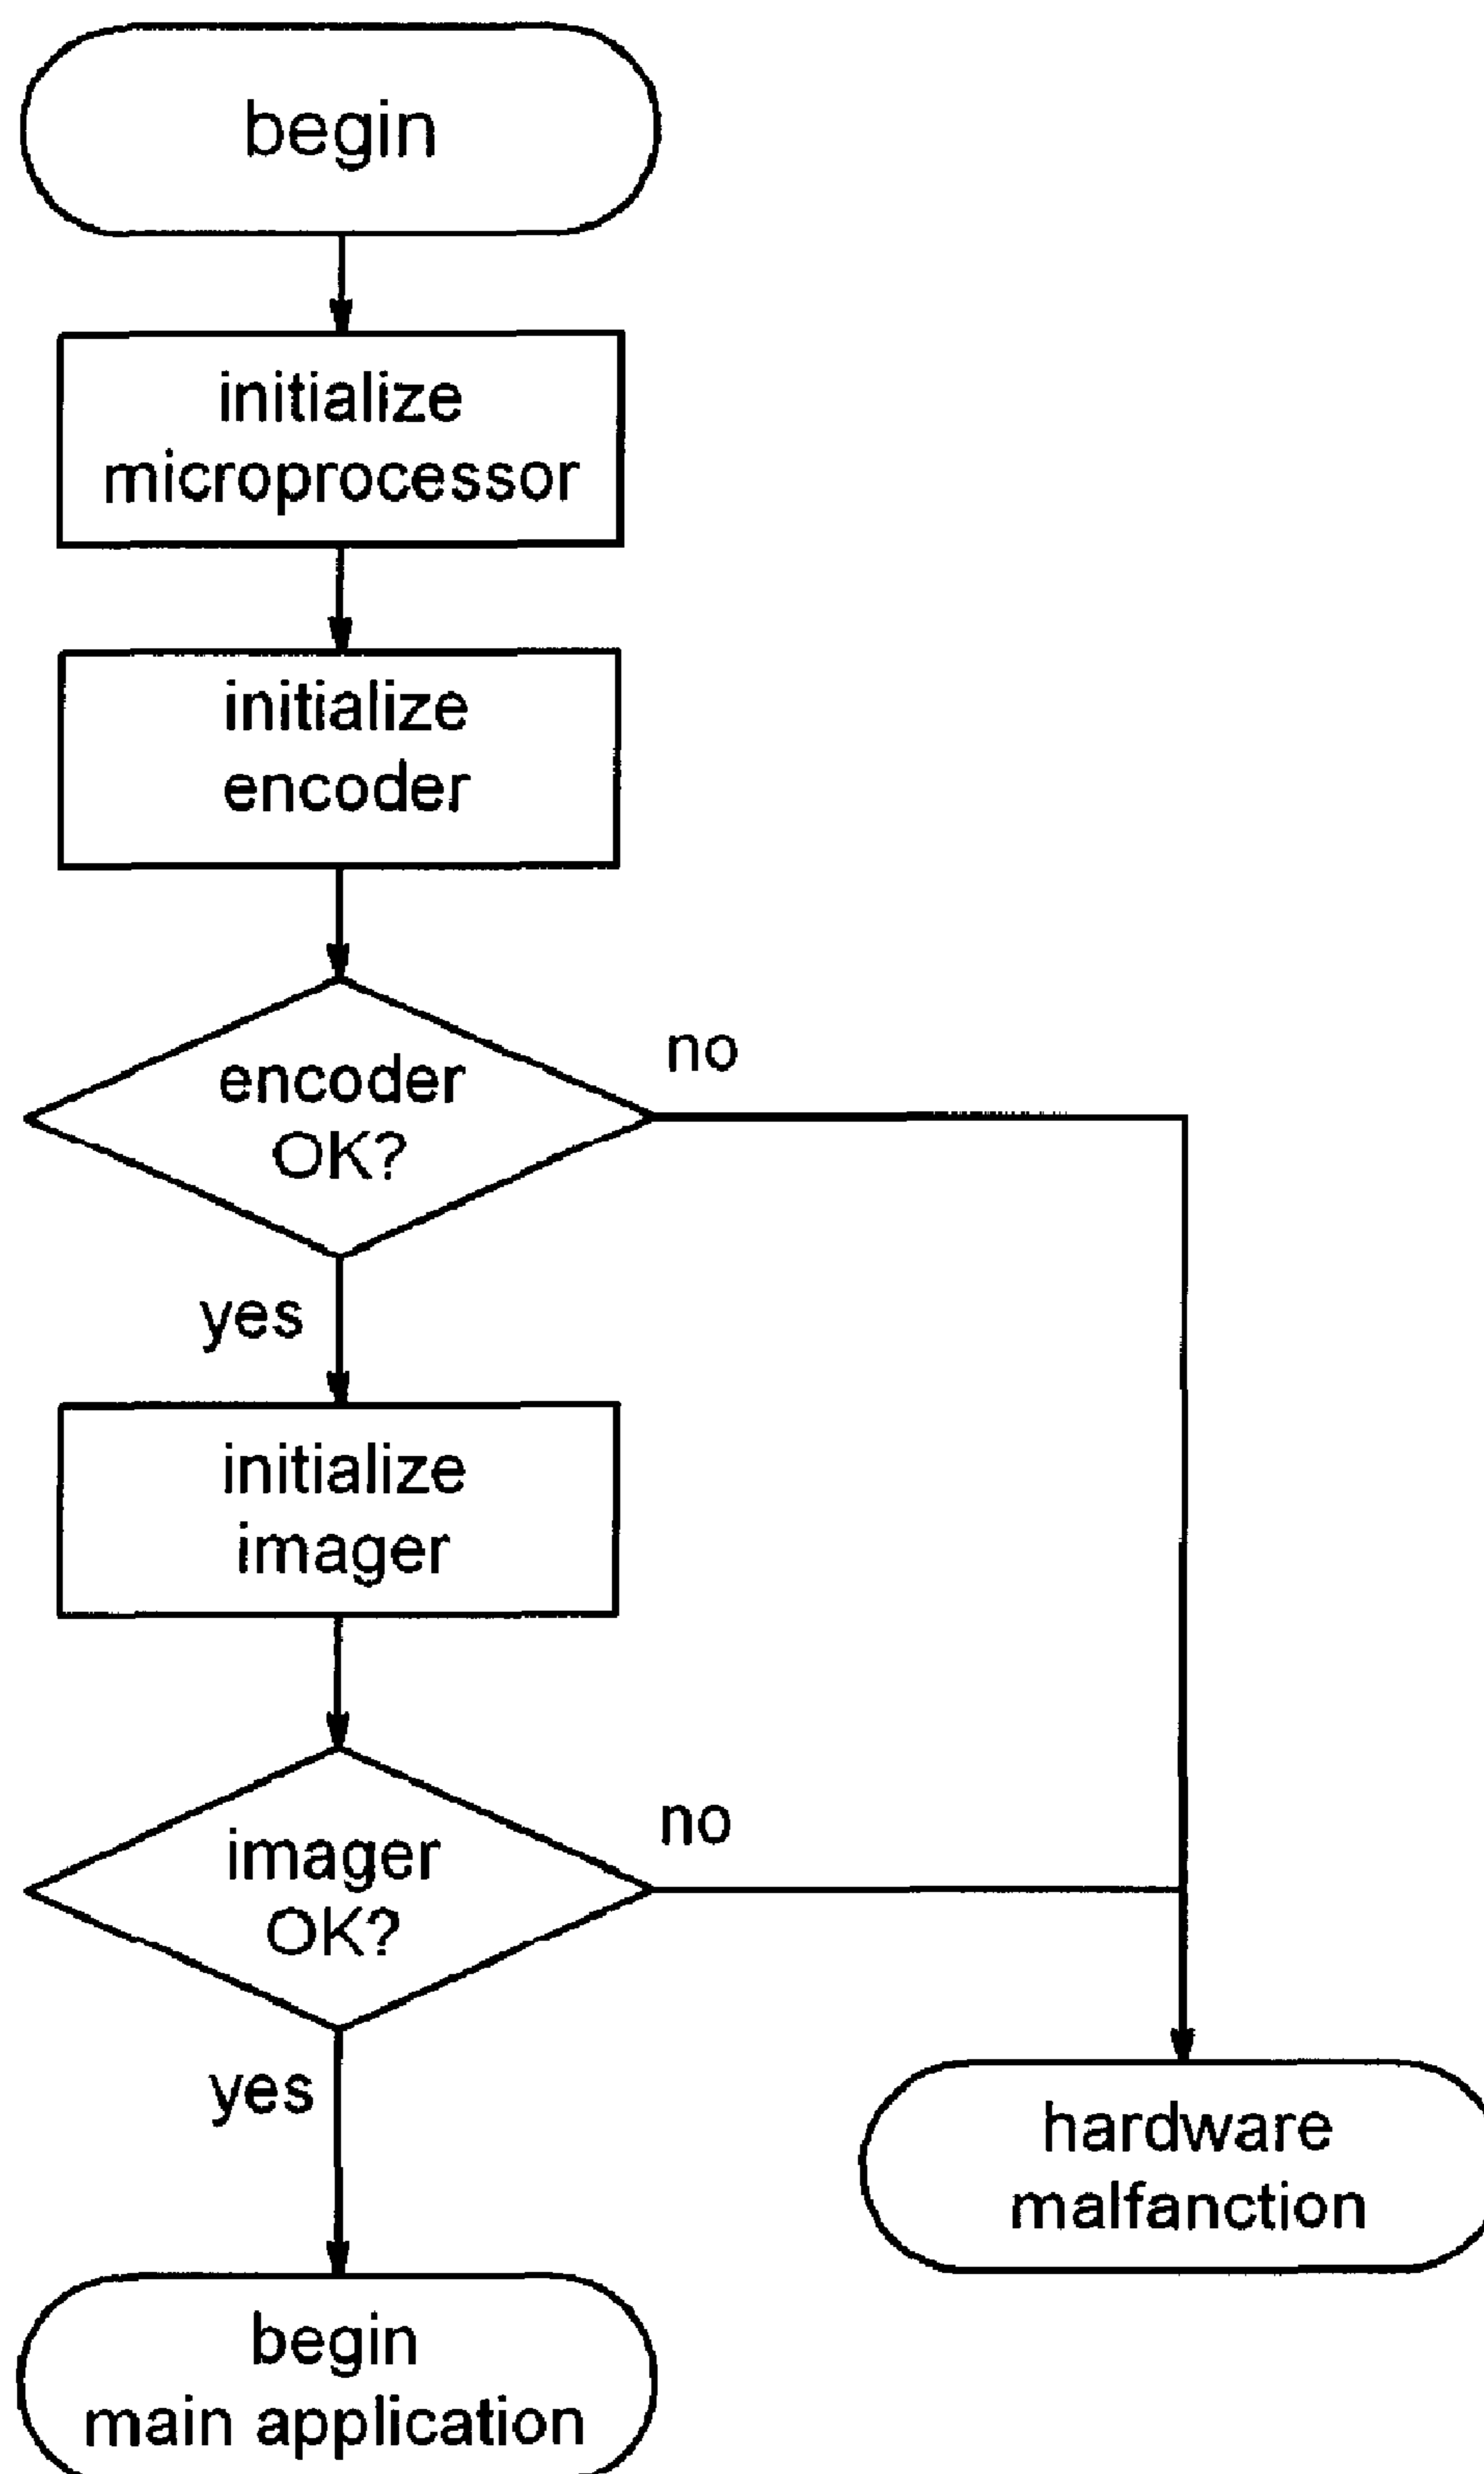 begin
initialize
microprocessor
initialize
encoder
encoder
OK?
no
yes
initialize
imager
imager
OK?
no
yes
hardware
malfanction
begin
main application